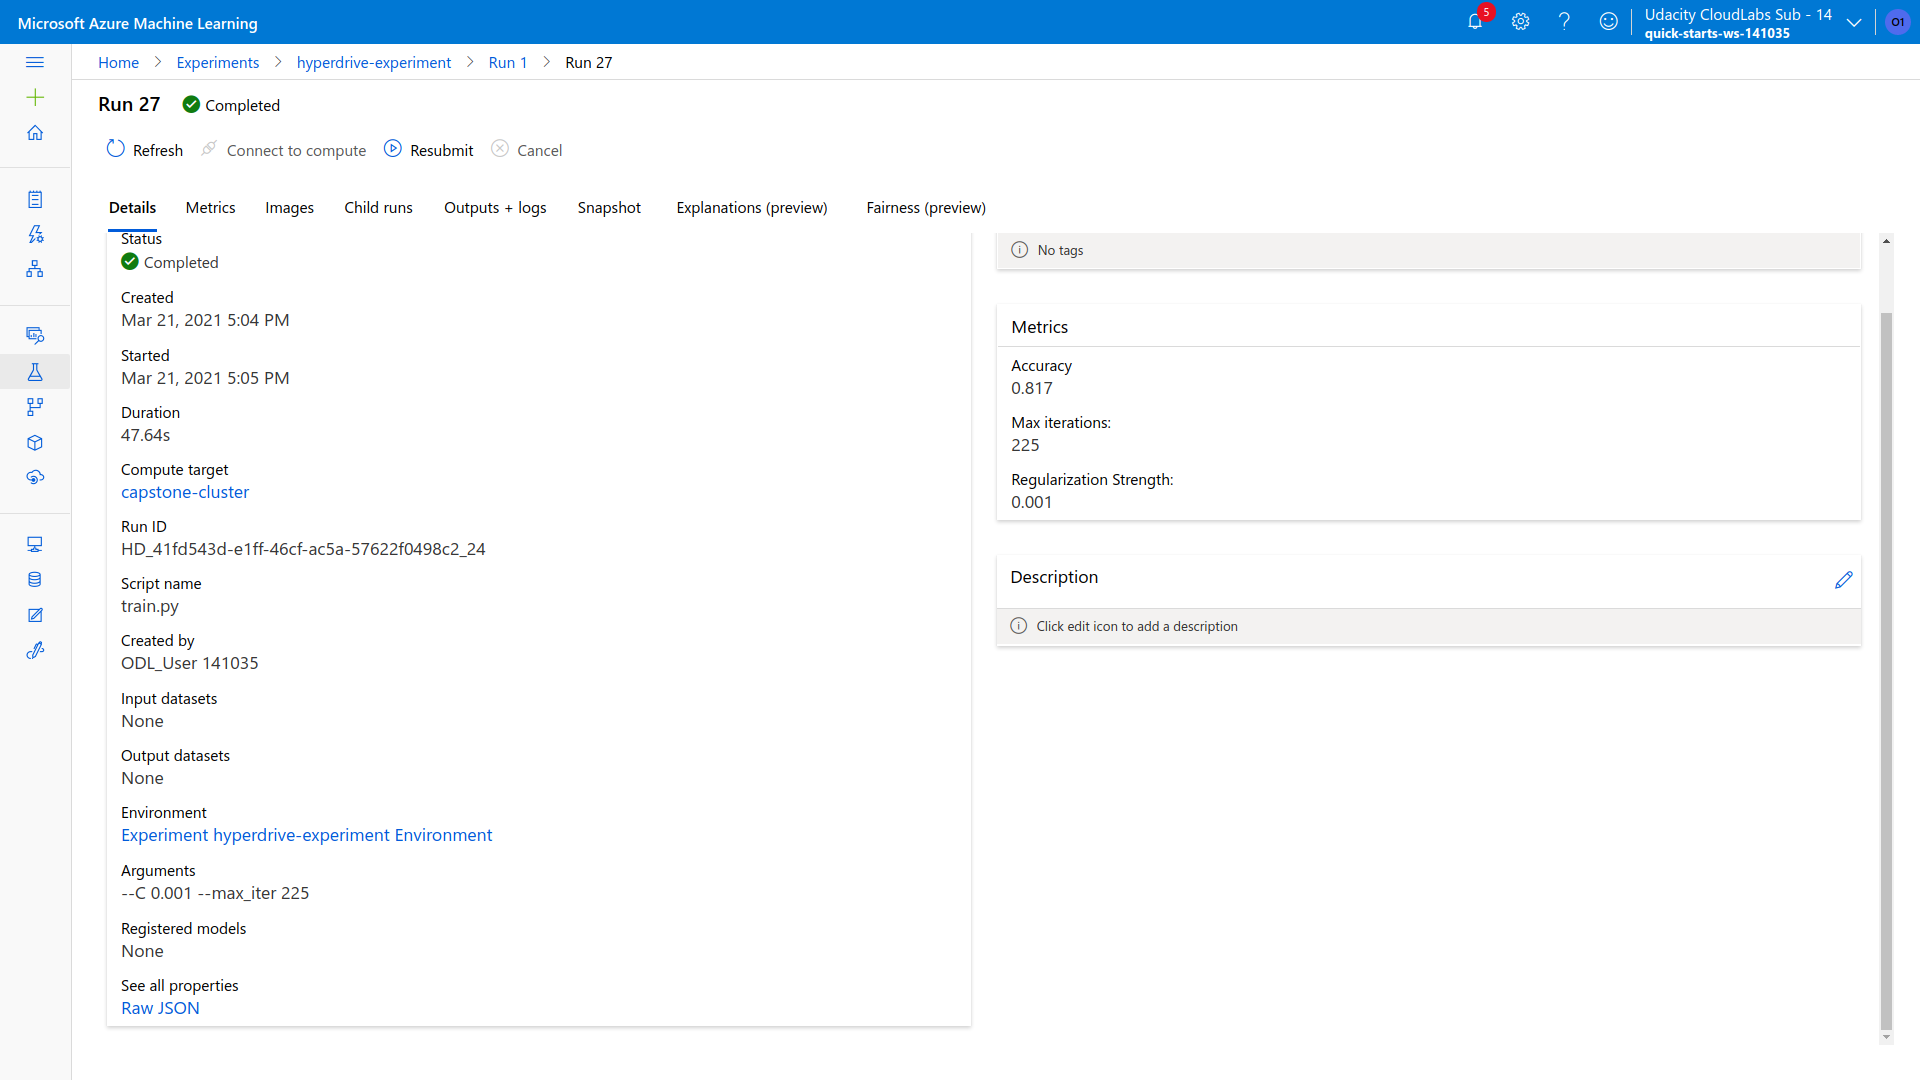 Microsoft Azure Machine Learning
5
Udacity CloudLabs Sub - 14
quick-starts-ws-141035
O1
Home > Experiments > hyperdrive-experiment > Run 1 > Run 27
Run 27 Completed
Refresh Connect to compute Resubmit Cancel
Details Metrics Images Child runs Outputs + logs Snapshot Explanations (preview) Fairness (preview)
Status
Completed
Created
Mar 21, 2021 5:04 PM
Started
Mar 21, 2021 5:05 PM
Duration
47.64s
Compute target
capstone-cluster
Run ID
HD_41fd543d-e1ff-46cf-ac5a-57622f0498c2_24
Script name
train.py
Created by
ODL_User 141035
Input datasets
None
Output datasets
None
Environment
Experiment hyperdrive-experiment Environment
Arguments
--C 0.001 --max_iter 225
Registered models
None
See all properties
Raw JSON
No tags
Metrics
Accuracy
0.817
Max iterations:
225
Regularization Strength:
0.001
Description
Click edit icon to add a description